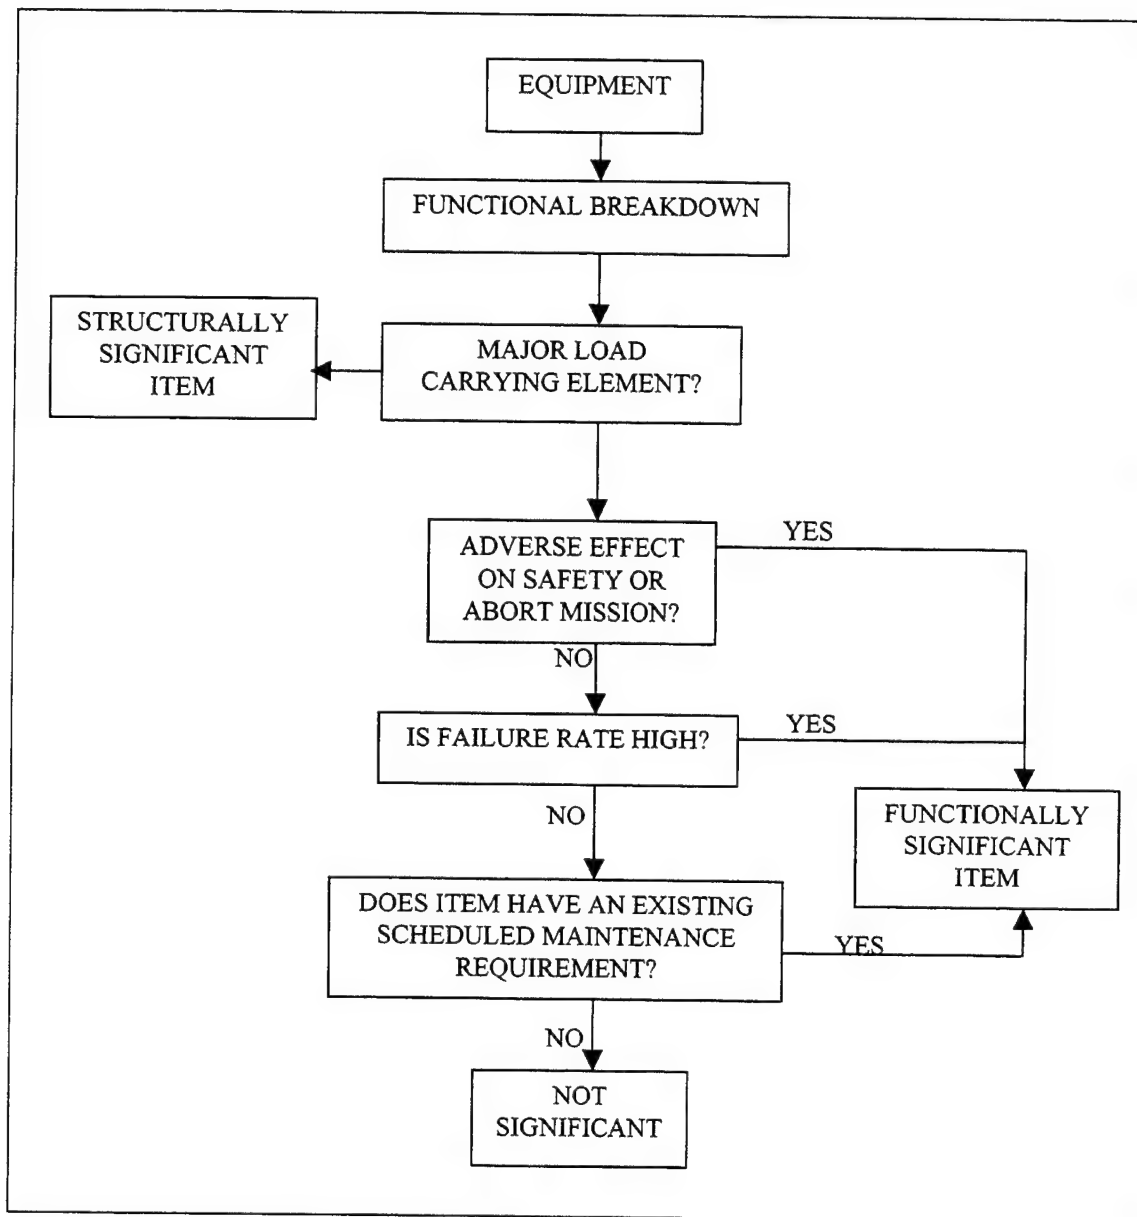 EQUIPMENT
FUNCTIONAL BREAKDOWN
STRUCTURALLY
SIGNIFICANT
ITEM
MAJOR LOAD
CARRYING ELEMENT?
ADVERSE EFFECT
ON SAFETY OR
ABORT MISSION?
YES
NO
IS FAILURE RATE HIGH?
YES
NO
FUNCTIONALLY
SIGNIFICANT
ITEM
DOES ITEM HAVE AN EXISTING
SCHEDULED MAINTENANCE
REQUIREMENT?
YES
NO
NOT
SIGNIFICANT